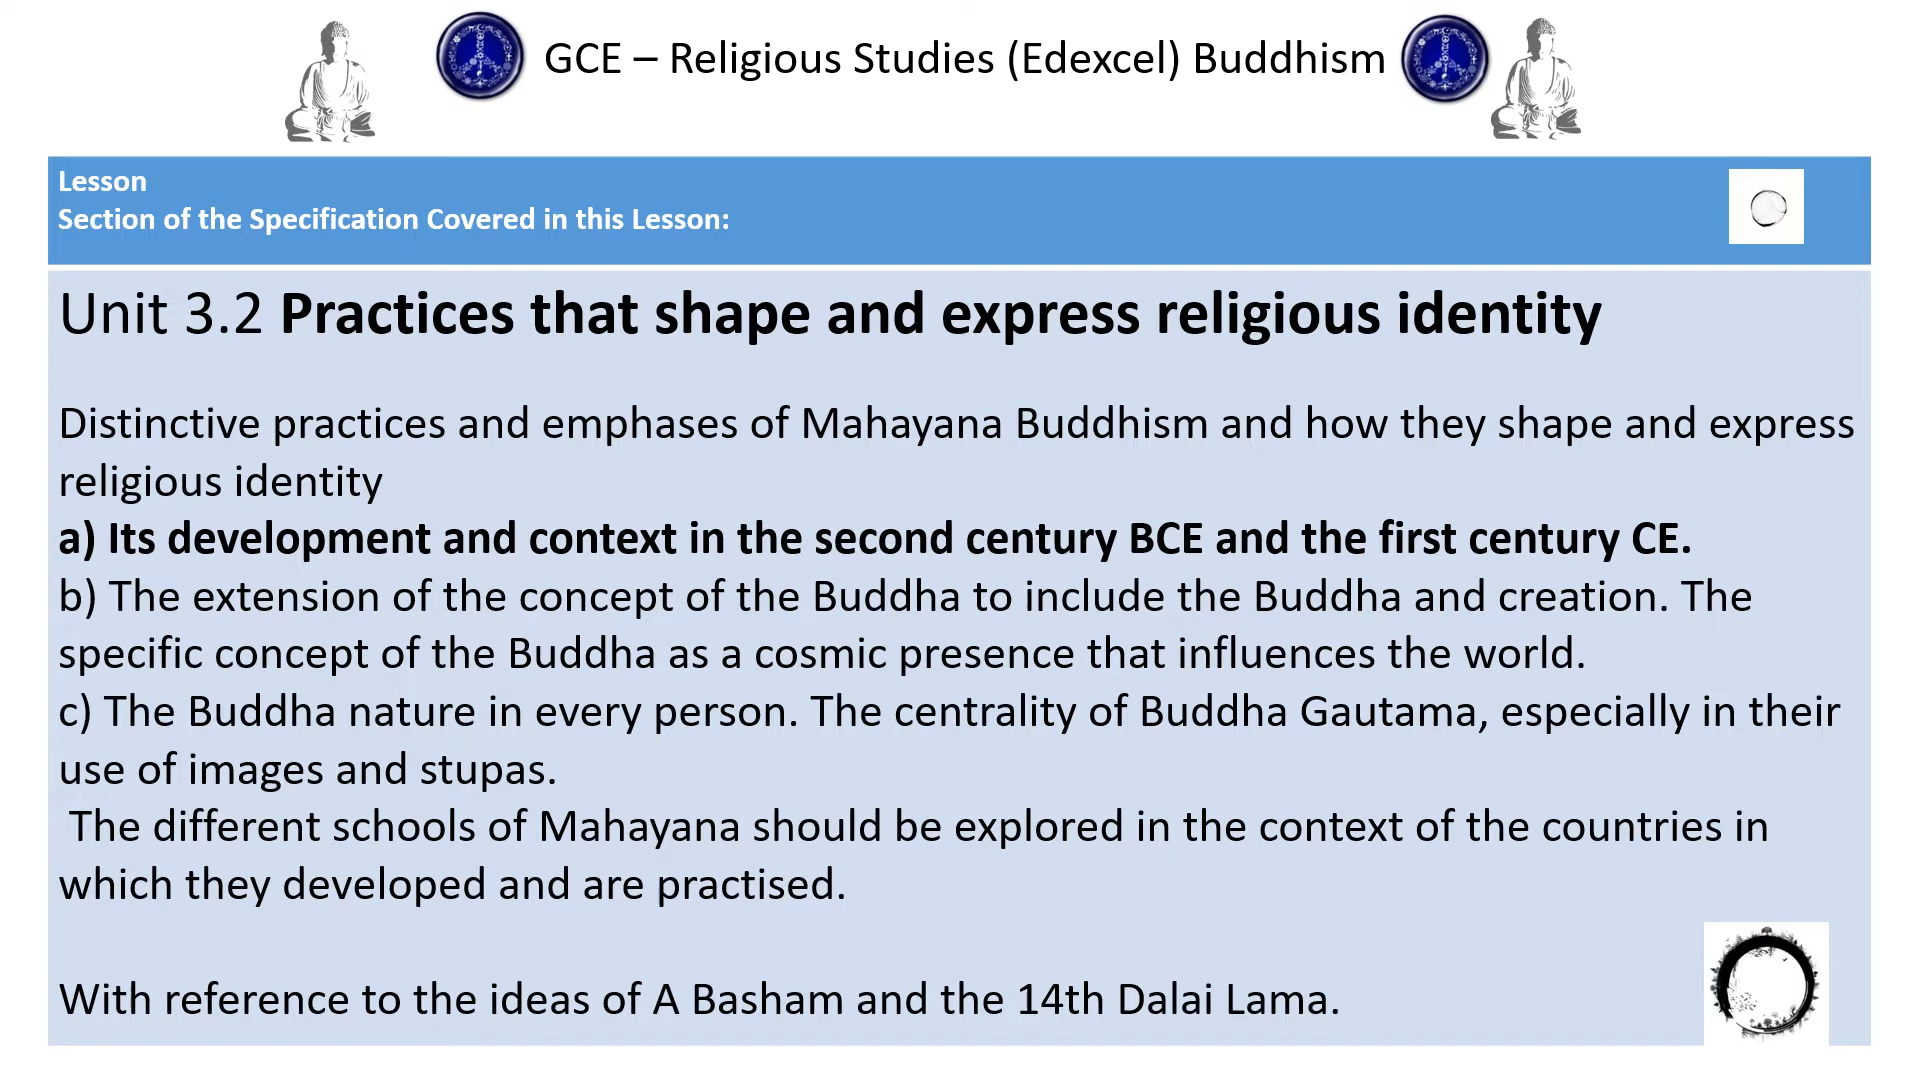 GCE – Religious Studies (Edexcel) Buddhism
Lesson
Section of the Specification Covered in this Lesson:
Unit 3.2 Practices that shape and express religious identity
Distinctive practices and emphases of Mahayana Buddhism and how they shape and express
religious identity
a) Its development and context in the second century BCE and the first century CE.
b) The extension of the concept of the Buddha to include the Buddha and creation. The
specific concept of the Buddha as a cosmic presence that influences the world.
c) The Buddha nature in every person. The centrality of Buddha Gautama, especially in their
use of images and stupas.
The different schools of Mahayana should be explored in the context of the countries in
which they developed and are practised.
With reference to the ideas of A Basham and the 14th Dalai Lama.